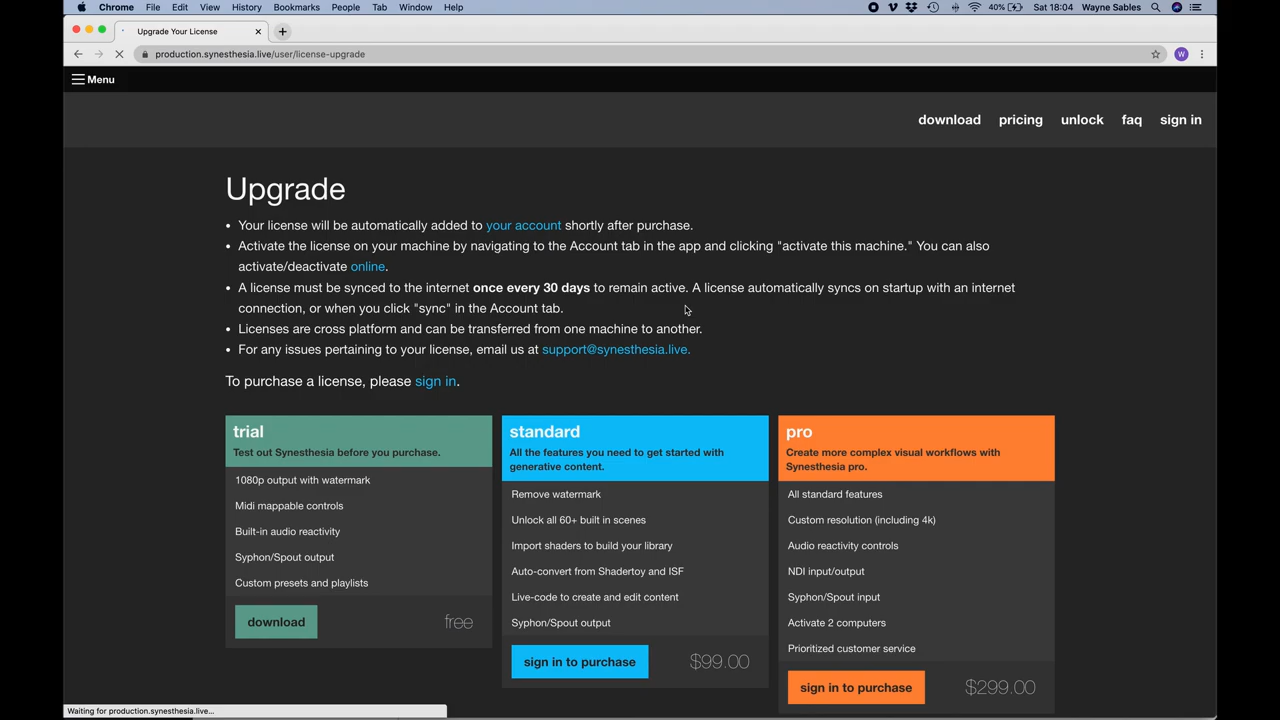 Chrome File Edit View History Bookmarks People Tab Window Help 40% Sat 18:04 Wayne Sables
Upgrade Your License
production.synesthesia.live/user/license-upgrade W
Menu
download pricing unlock faq sign in
Upgrade
• Your license will be automatically added to your account shortly after purchase.
• Activate the license on your machine by navigating to the Account tab in the app and clicking "activate this machine." You can also
activate/deactivate online.
• A license must be synced to the internet once every 30 days to remain active. A license automatically syncs on startup with an internet
connection, or when you click "sync" in the Account tab.
• Licenses are cross platform and can be transferred from one machine to another.
• For any issues pertaining to your license, email us at support@synesthesia.live.
To purchase a license, please sign in.
trial
Test out Synesthesia before you purchase.
1080p output with watermark
Midi mappable controls
Built-in audio reactivity
Syphon/Spout output
Custom presets and playlists
download free
standard
All the features you need to get started with
generative content.
Remove watermark
Unlock all 60+ built in scenes
Import shaders to build your library
Auto-convert from Shadertoy and ISF
Live-code to create and edit content
Syphon/Spout output
sign in to purchase $99.00
pro
Create more complex visual workflows with
Synesthesia pro.
All standard features
Custom resolution (including 4k)
Audio reactivity controls
NDI input/output
Syphon/Spout input
Activate 2 computers
Prioritized customer service
sign in to purchase $299.00
Waiting for production.synesthesia.live...